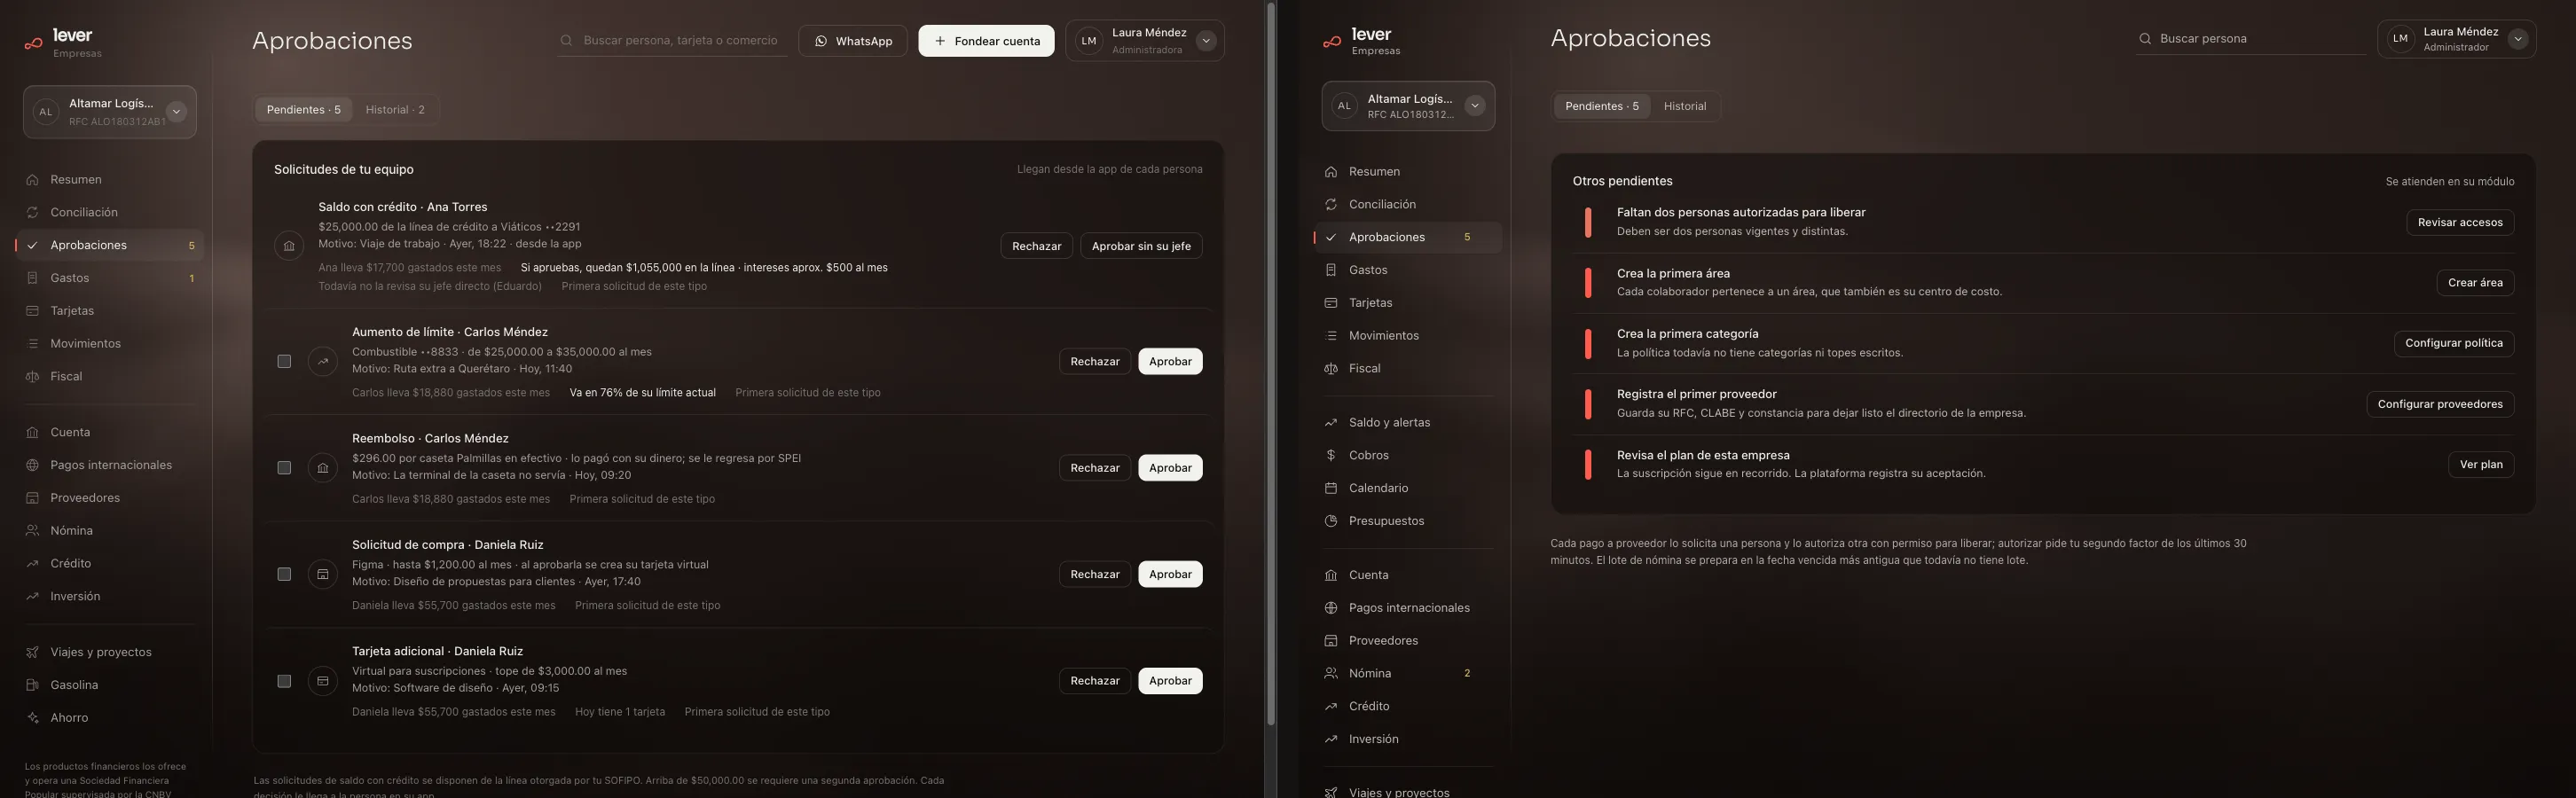 lever
Empresas
Aprobaciones
Buscar persona, tarjeta o comercio
WhatsApp
+ Fondear cuenta
LM
Laura Méndez
Administradora
AL
Altamar Logís...
RFC ALO180312AB1
Pendientes · 5
Historial · 2
Resumen
Conciliación
Aprobaciones 5
Gastos 1
Tarjetas
Movimientos
Fiscal
Cuenta
Pagos internacionales
Proveedores
Nómina
Crédito
Inversión
Viajes y proyectos
Gasolina
Ahorro
Los productos financieros los ofrece
y opera una Sociedad Financiera
Popular supervisada por la CNBV
Solicitudes de tu equipo
Llegan desde la app de cada persona
Saldo con crédito · Ana Torres
$25,000.00 de la línea de crédito a Viáticos ··2291
Motivo: Viaje de trabajo · Ayer, 18:22 · desde la app
Ana lleva $17,700 gastados este mes Si apruebas, quedan $1,055,000 en la línea · intereses aprox. $500 al mes
Todavía no la revisa su jefe directo (Eduardo) Primera solicitud de este tipo
Rechazar
Aprobar sin su jefe
Aumento de límite · Carlos Méndez
Combustible ··8833 · de $25,000.00 a $35,000.00 al mes
Motivo: Ruta extra a Querétaro · Hoy, 11:40
Carlos lleva $18,880 gastados este mes Va en 76% de su límite actual Primera solicitud de este tipo
Rechazar
Aprobar
Reembolso · Carlos Méndez
$296.00 por caseta Palmillas en efectivo · lo pagó con su dinero; se le regresa por SPEI
Motivo: La terminal de la caseta no servía · Hoy, 09:20
Carlos lleva $18,880 gastados este mes Primera solicitud de este tipo
Rechazar
Aprobar
Solicitud de compra · Daniela Ruiz
Figma · hasta $1,200.00 al mes · al aprobarla se crea su tarjeta virtual
Motivo: Diseño de propuestas para clientes · Ayer, 17:40
Daniela lleva $55,700 gastados este mes Primera solicitud de este tipo
Rechazar
Aprobar
Tarjeta adicional · Daniela Ruiz
Virtual para suscripciones · tope de $3,000.00 al mes
Motivo: Software de diseño · Ayer, 09:15
Daniela lleva $55,700 gastados este mes Hoy tiene 1 tarjeta Primera solicitud de este tipo
Rechazar
Aprobar
Las solicitudes de saldo con crédito se disponen de la línea otorgada por tu SOFIPO. Arriba de $50,000.00 se requiere una segunda aprobación. Cada
decisión le llega a la persona en su app.
lever
Empresas
Aprobaciones
Buscar persona
LM
Laura Méndez
Administrador
AL
Altamar Logís...
RFC ALO180312...
Pendientes · 5
Historial
Resumen
Conciliación
Aprobaciones 5
Gastos
Tarjetas
Movimientos
Fiscal
Saldo y alertas
Cobros
Calendario
Presupuestos
Cuenta
Pagos internacionales
Proveedores
Nómina 2
Crédito
Inversión
Viajes y proyectos
Otros pendientes
Se atienden en su módulo
Faltan dos personas autorizadas para liberar
Deben ser dos personas vigentes y distintas.
Revisar accesos
Crea la primera área
Cada colaborador pertenece a un área, que también es su centro de costo.
Crear área
Crea la primera categoría
La política todavía no tiene categorías ni topes escritos.
Configurar política
Registra el primer proveedor
Guarda su RFC, CLABE y constancia para dejar listo el directorio de la empresa.
Configurar proveedores
Revisa el plan de esta empresa
La suscripción sigue en recorrido. La plataforma registra su aceptación.
Ver plan
Cada pago a proveedor lo solicita una persona y lo autoriza otra con permiso para liberar; autorizar pide tu segundo factor de los últimos 30
minutos. El lote de nómina se prepara en la fecha vencida más antigua que todavía no tiene lote.